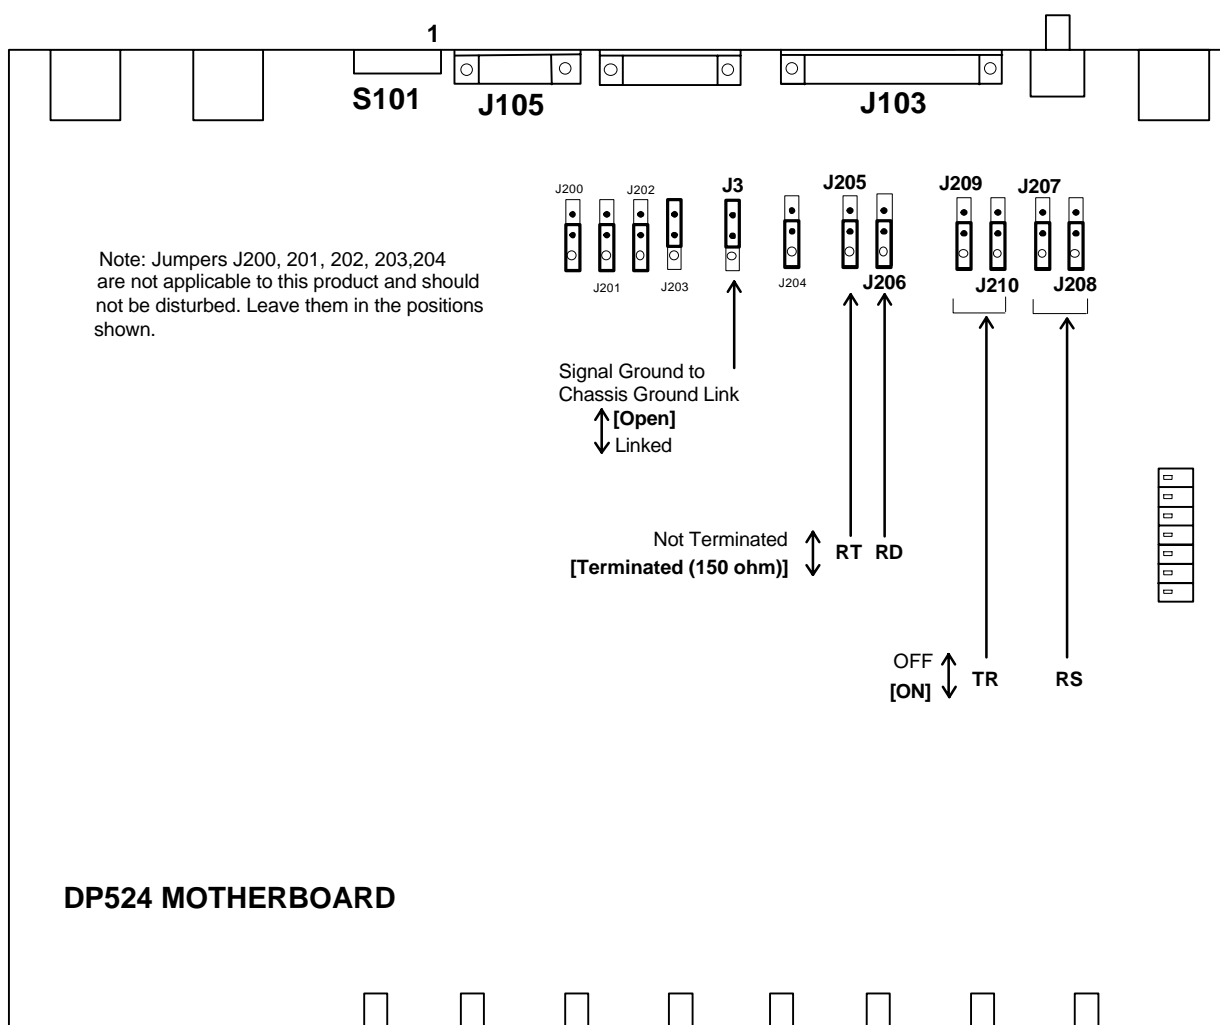 1
S101
J105
J103
J200
J202
J3
J205
J209
J207
J201
J203
J204
J206
J210
J208
Note: Jumpers J200, 201, 202, 203,204
are not applicable to this product and should
not be disturbed. Leave them in the positions
shown.
Signal Ground to
Chassis Ground Link
[Open]
Linked
Not Terminated
[Terminated (150 ohm)]
RT RD
OFF
[ON]
TR
RS
DP524 MOTHERBOARD